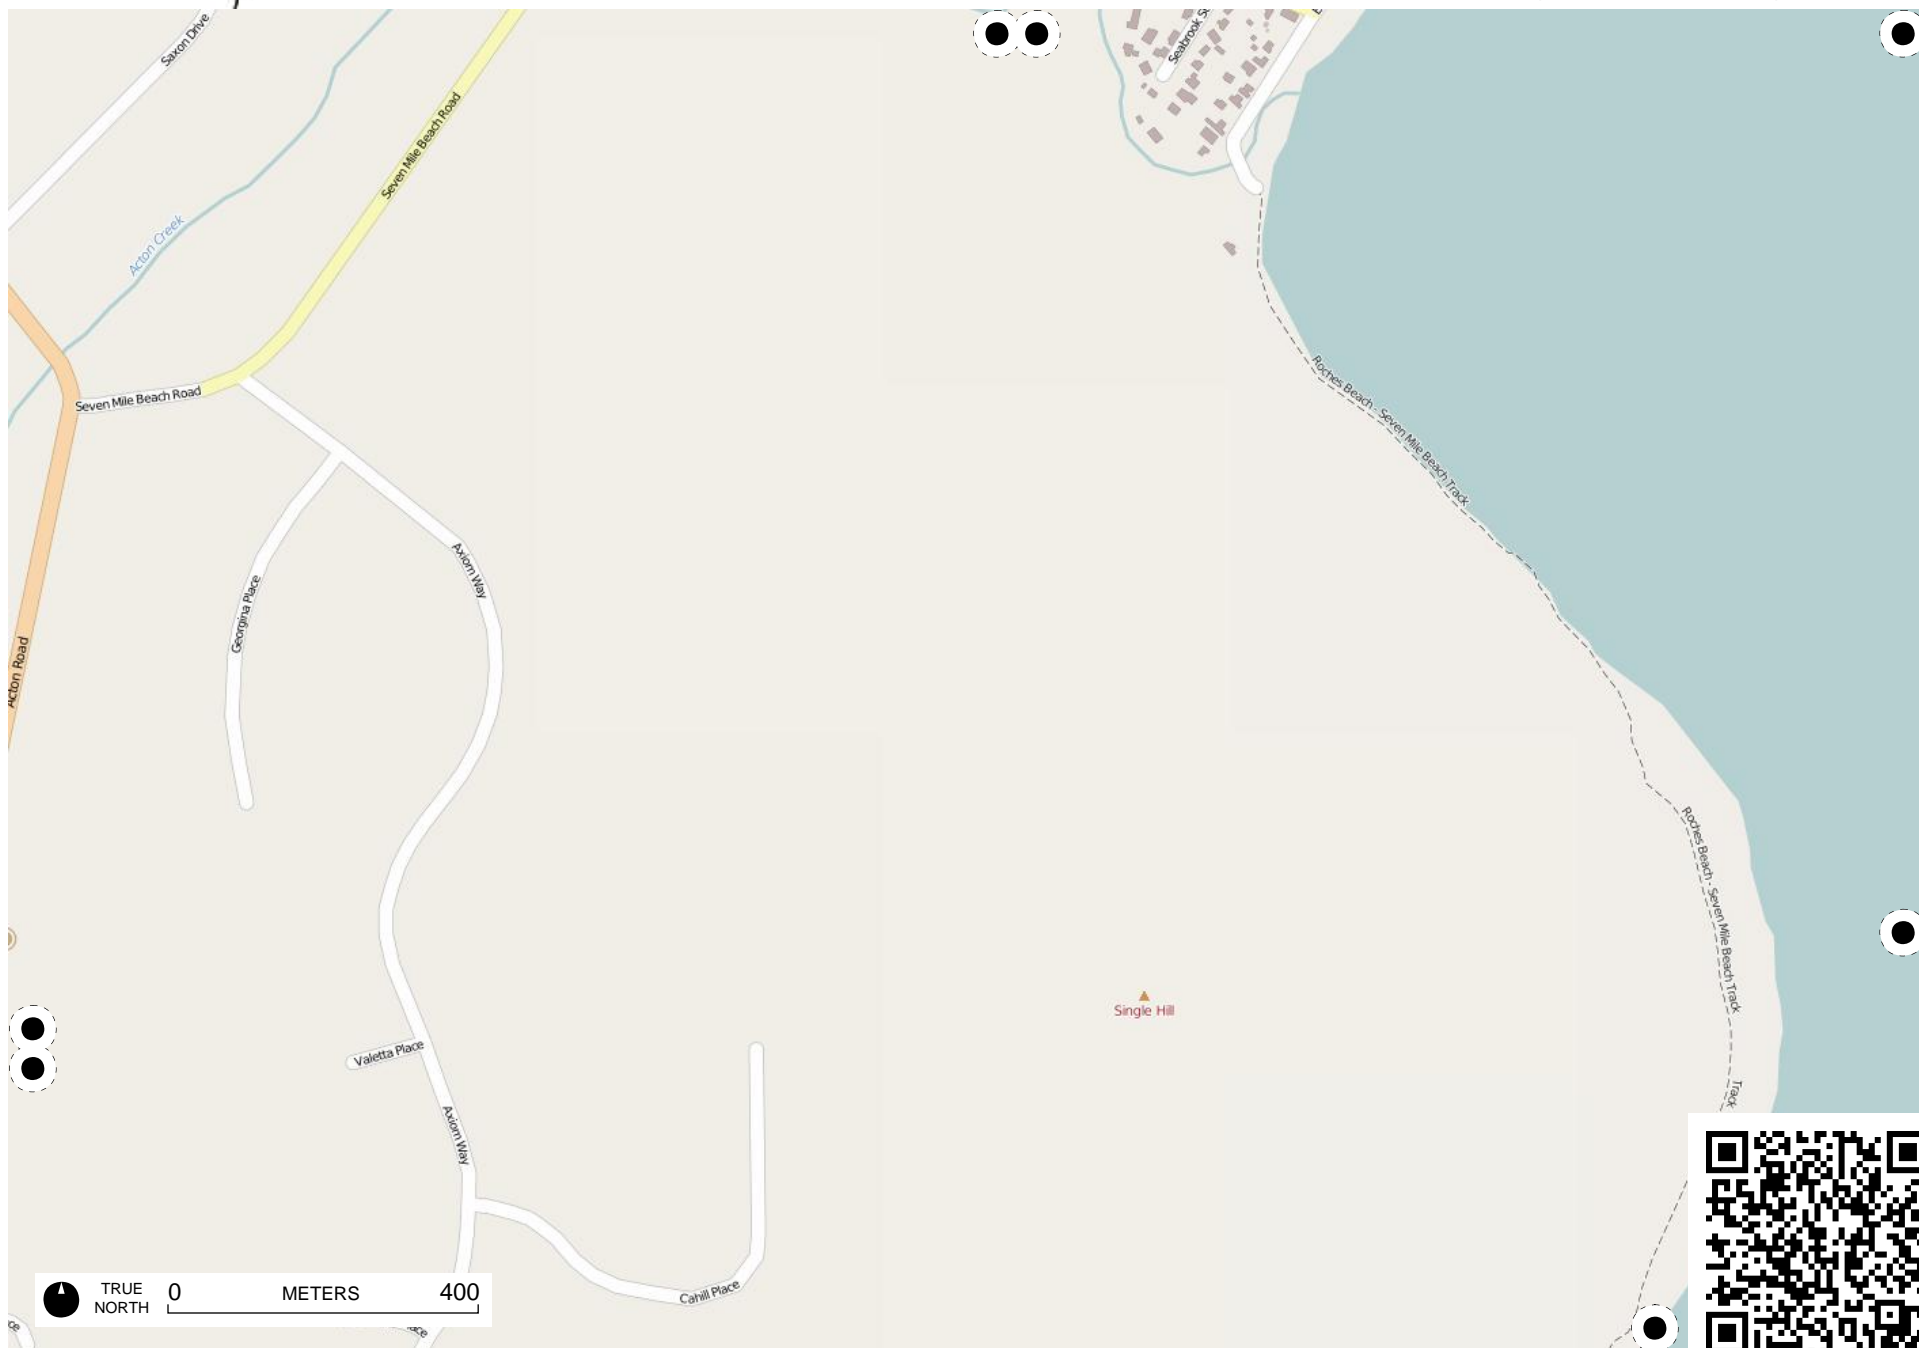 Saxon Drive
Seabrook
Seven Mile Beach Road
Acton Creek
Roches Beach - Seven Mile Beach Track
Seven Mile Beach Road
Axiom Way
Georgina Place
Acton Road
Roches Beach - Seven Mile Beach Track
Single Hill
Valetta Place
Track
Axiom Way
Cahill Place
TRUE NORTH
0 METERS 400